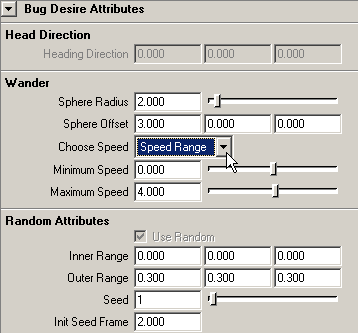 Bug Desire Attributes
Head Direction
Heading Direction 0.000 0.000 0.000
Wander
Sphere Radius 2.000
Sphere Offset 3.000 0.000 0.000
Choose Speed Speed Range
Minimum Speed 0.000
Maximum Speed 4.000
Random Attributes
Use Random
Inner Range 0.000 0.000 0.000
Outer Range 0.300 0.300 0.300
Seed 1
Init Seed Frame 2.000